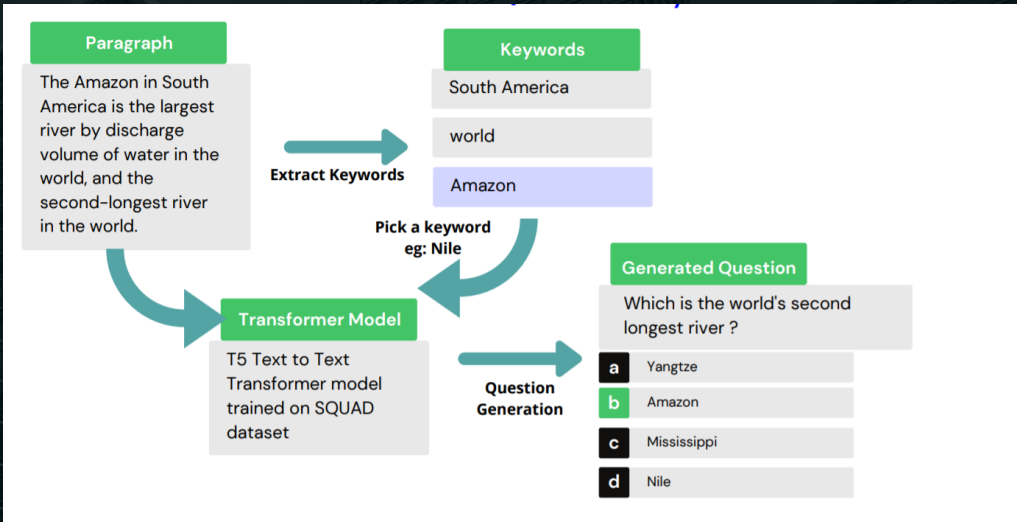 Paragraph
The Amazon in South
America is the largest
river by discharge
volume of water in the
world, and the
second-longest river
in the world.
Extract Keywords
Keywords
South America
world
Amazon
Pick a keyword
eg: Nile
Transformer Model
T5 Text to Text
Transformer model
trained on SQUAD
dataset
Question
Generation
Generated Question
Which is the world's second
longest river ?
a Yangtze
b Amazon
c Mississippi
d Nile